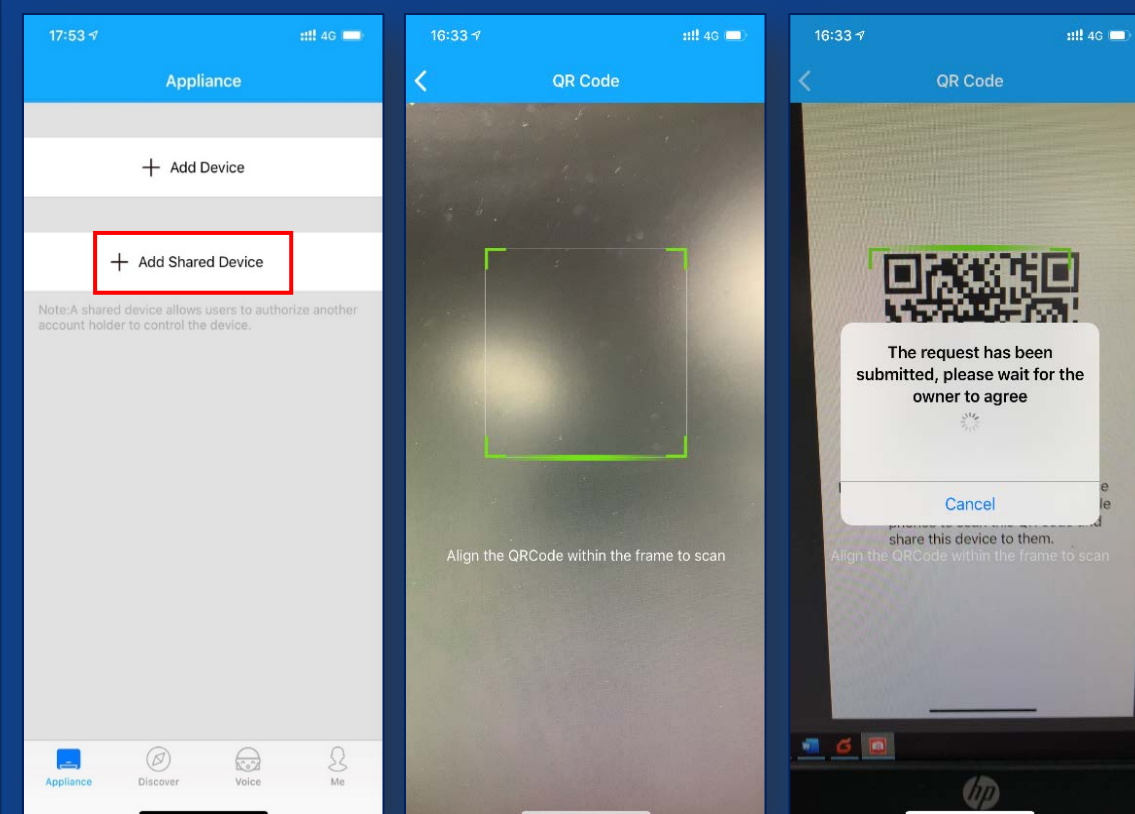 17:53
4G
Appliance
Add Device
Add Shared Device
Note:A shared device allows users to authorize another
account holder to control the device.
Appliance
Discover
Voice
Me
16:33
4G
QR Code
Align the QRCode within the frame to scan
16:33
4G
QR Code
The request has been
submitted, please wait for the
owner to agree
Cancel
share this device to them.
Align the QRCode within the frame to scan
hp